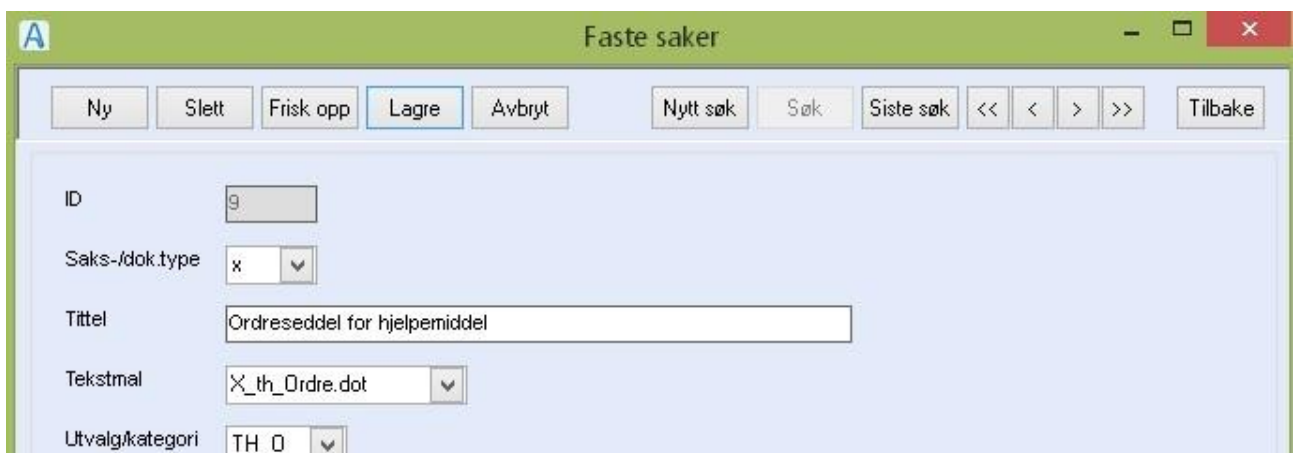 A Faste saker
Ny Slett Frisk opp Lagre Avbryt Nytt søk Søk Siste søk << < > >> Tilbake
ID 9
Saks-/dok.type x
Tittel Ordreseddel for hjelpemiddel
Tekstmal X_th_Ordre.dot
Utvalg/kategori TH_O